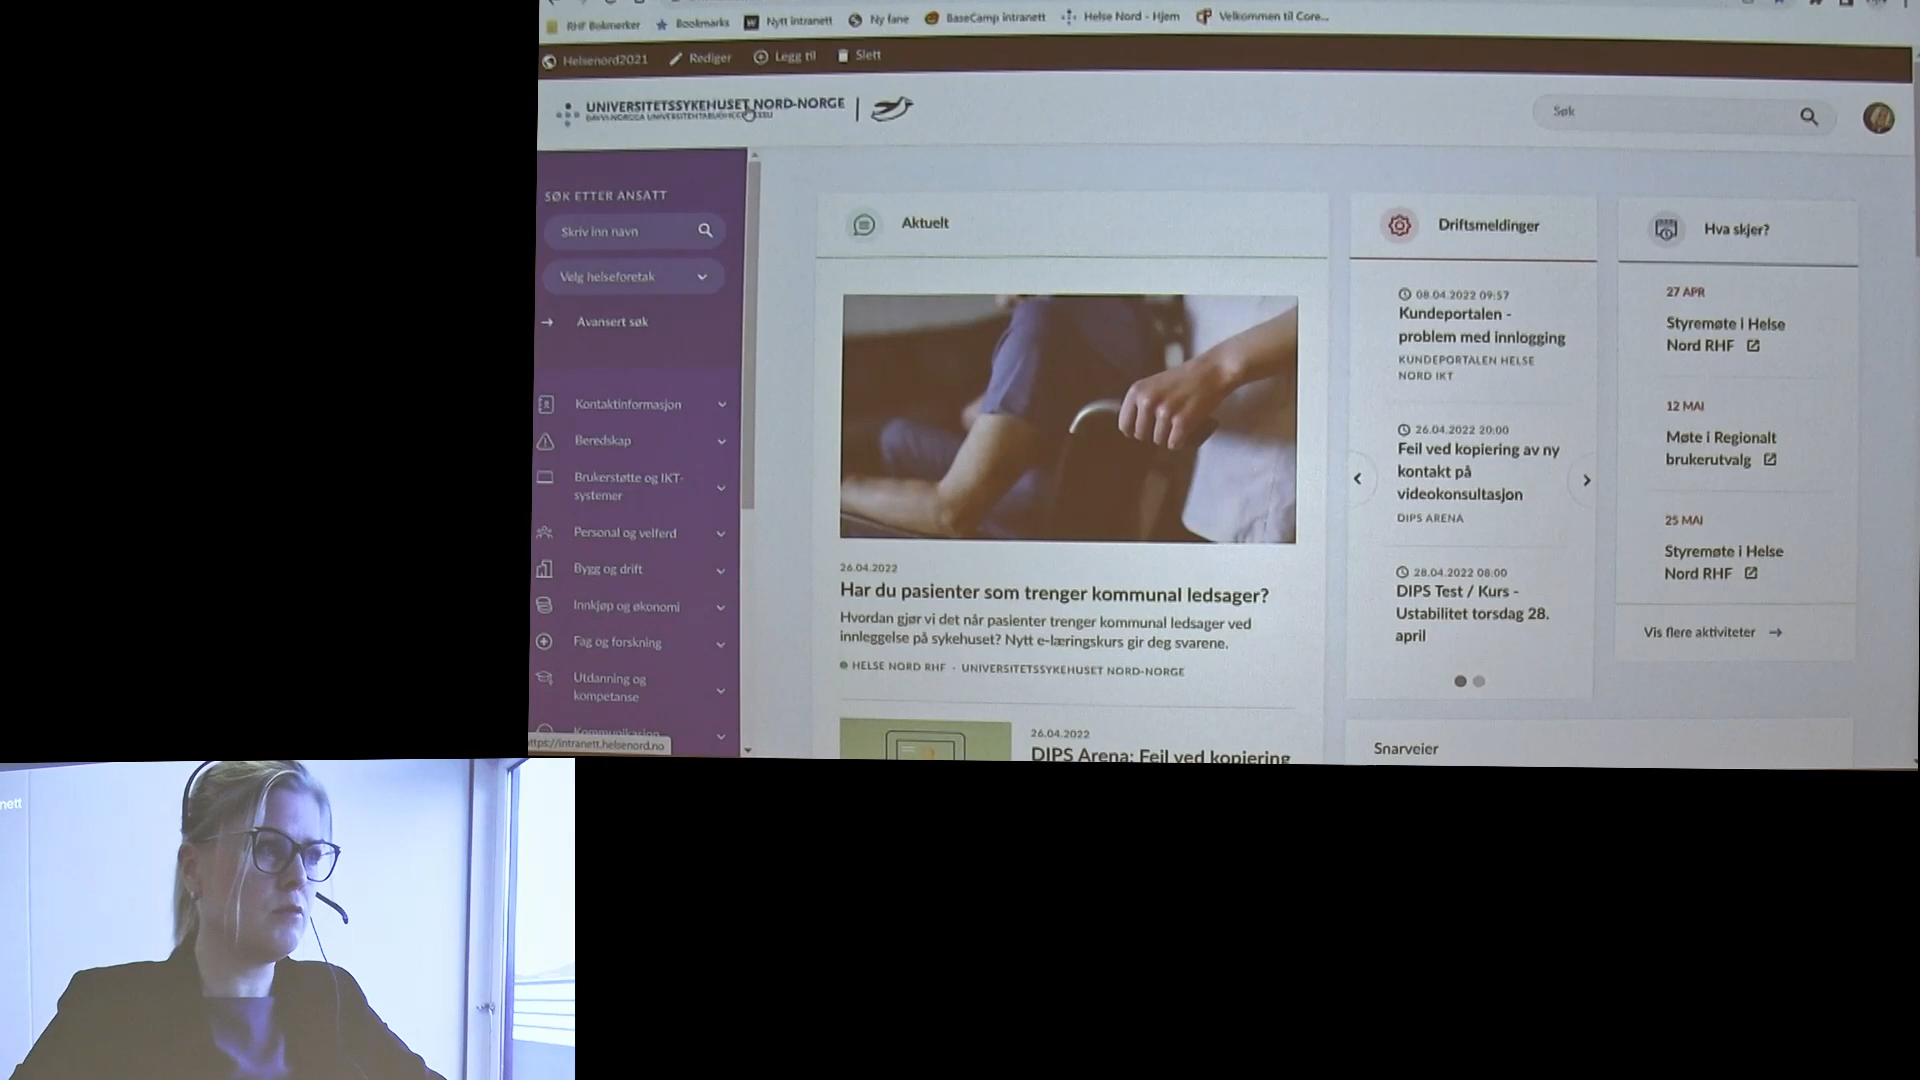 RHF Bokmerker
Bookmarks
Nytt intranett
Ny fane
BaseCamp intranett
Helse Nord - Hjem
Velkommen til Core...
Helsenord2021
Rediger
Legg til
Slett
UNIVERSITETSSYKEHUSET NORD-NORGE
Søk
SØK ETTER ANSATT
Skriv inn navn
Velg helseforetak
Avansert søk
Kontaktinformasjon
Beredskap
Brukerstøtte og IKT-
systemer
Personal og velferd
Bygg og drift
Innkjøp og økonomi
Fag og forskning
Utdanning og
kompetanse
Kommunikasjon
https://intranett.helsenord.no
Aktuelt
26.04.2022
Har du pasienter som trenger kommunal ledsager?
Hvordan gjør vi det når pasienter trenger kommunal ledsager ved
innleggelse på sykehuset? Nytt e-læringskurs gir deg svarene.
HELSE NORD RHF · UNIVERSITETSSYKEHUSET NORD-NORGE
26.04.2022
DIPS Arena: Feil ved kopiering
Driftsmeldinger
08.04.2022 09:57
Kundeportalen -
problem med innlogging
KUNDEPORTALEN HELSE
NORD IKT
26.04.2022 20:00
Feil ved kopiering av ny
kontakt på
videokonsultasjon
DIPS ARENA
28.04.2022 08:00
DIPS Test / Kurs -
Ustabilitet torsdag 28.
april
Hva skjer?
27 APR
Styremøte i Helse
Nord RHF
12 MAI
Møte i Regionalt
brukerutvalg
25 MAI
Styremøte i Helse
Nord RHF
Vis flere aktiviteter
Snarveier
nett